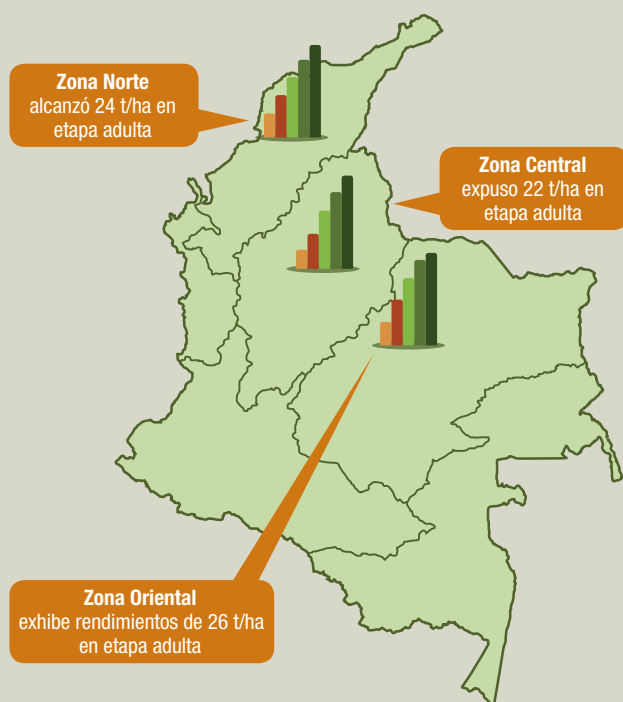 Zona Norte
alcanzó 24 t/ha en
etapa adulta
Zona Central
expuso 22 t/ha en
etapa adulta
Zona Oriental
exhibe rendimientos de 26 t/ha
en etapa adulta